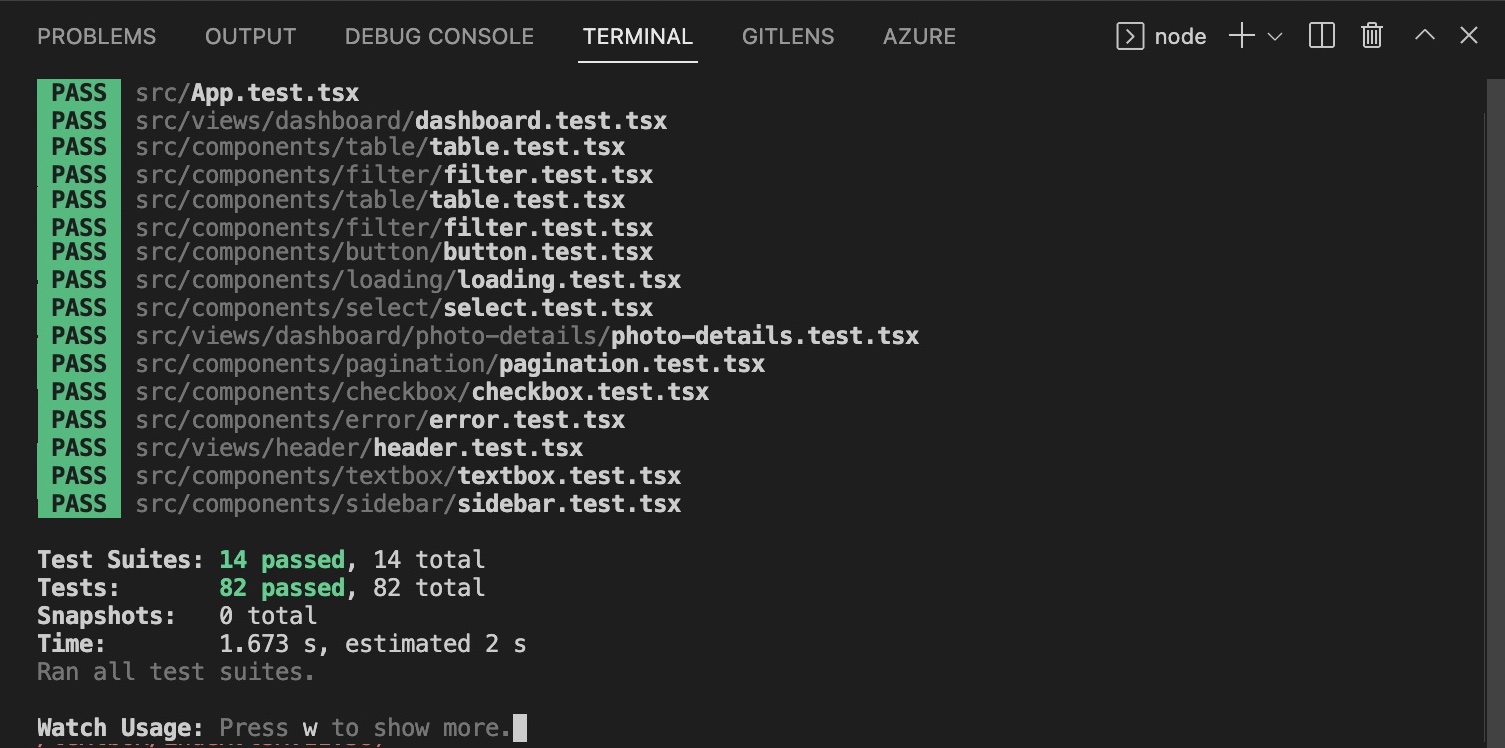 PROBLEMS OUTPUT DEBUG CONSOLE TERMINAL GITLENS AZURE node
PASS src/App.test.tsx
PASS src/views/dashboard/dashboard.test.tsx
PASS src/components/table/table.test.tsx
PASS src/components/filter/filter.test.tsx
PASS src/components/table/table.test.tsx
PASS src/components/filter/filter.test.tsx
PASS src/components/button/button.test.tsx
PASS src/components/loading/loading.test.tsx
PASS src/components/select/select.test.tsx
PASS src/views/dashboard/photo-details/photo-details.test.tsx
PASS src/components/pagination/pagination.test.tsx
PASS src/components/checkbox/checkbox.test.tsx
PASS src/components/error/error.test.tsx
PASS src/views/header/header.test.tsx
PASS src/components/textbox/textbox.test.tsx
PASS src/components/sidebar/sidebar.test.tsx
Test Suites: 14 passed, 14 total
Tests: 82 passed, 82 total
Snapshots: 0 total
Time: 1.673 s, estimated 2 s
Ran all test suites.
Watch Usage: Press w to show more.